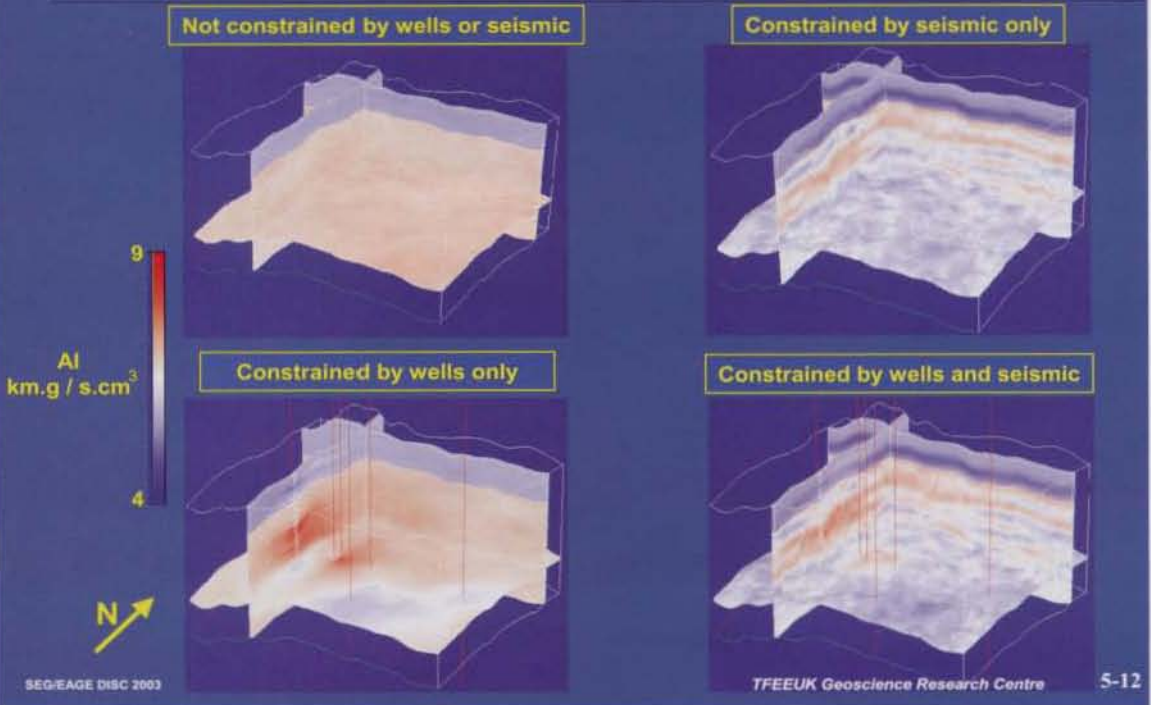 Not constrained by wells or seismic
Constrained by seismic only
9
AI
km.g / s.cm³
4
Constrained by wells only
Constrained by wells and seismic
N
SEG/EAGE DISC 2003
TFEEUK Geoscience Research Centre
5-12